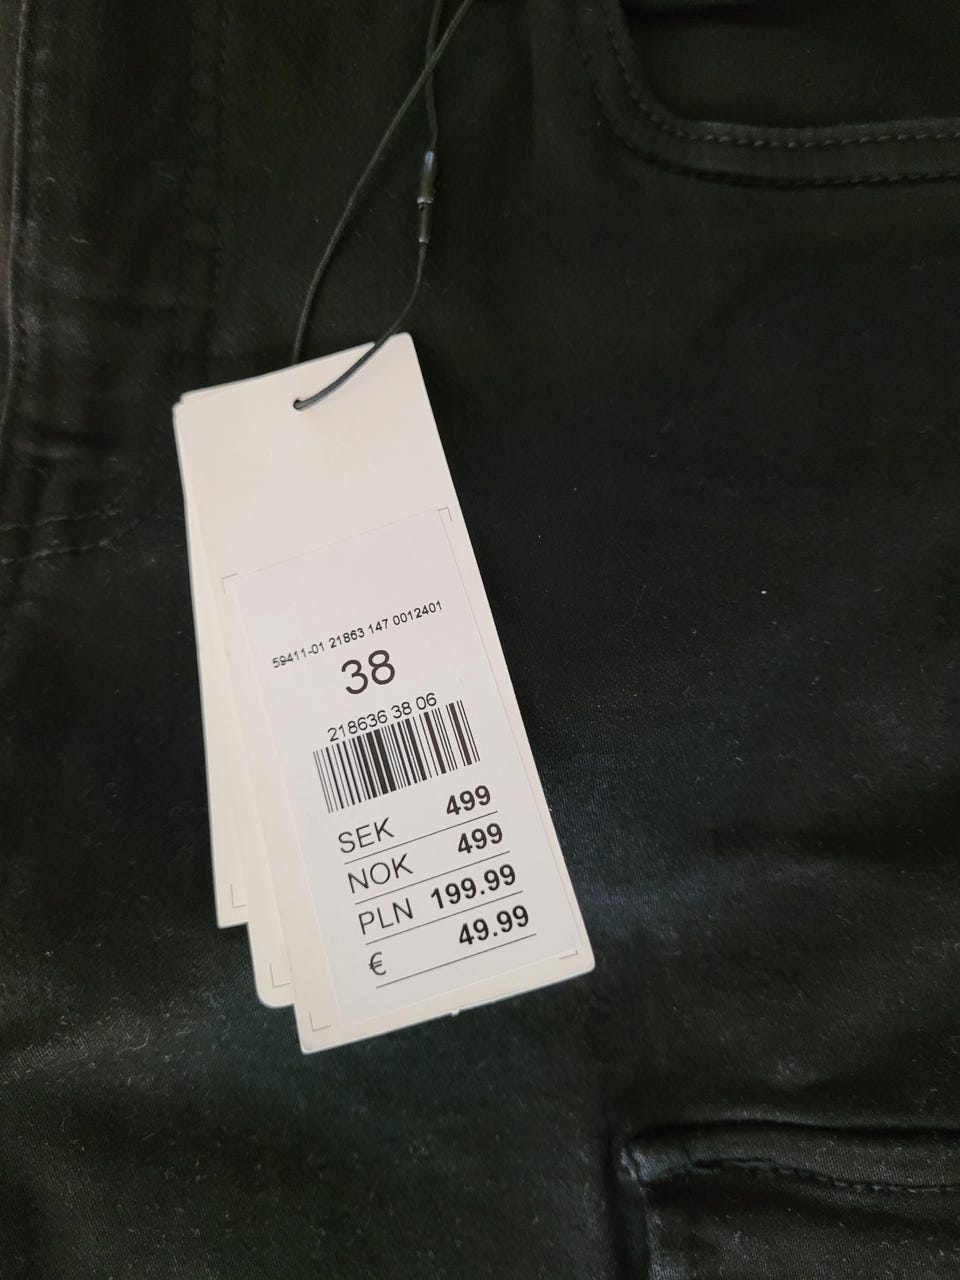 59411-01 21863 147 0012401
38
218636 38 06
SEK 499
NOK 499
PLN 199.99
€ 49.99